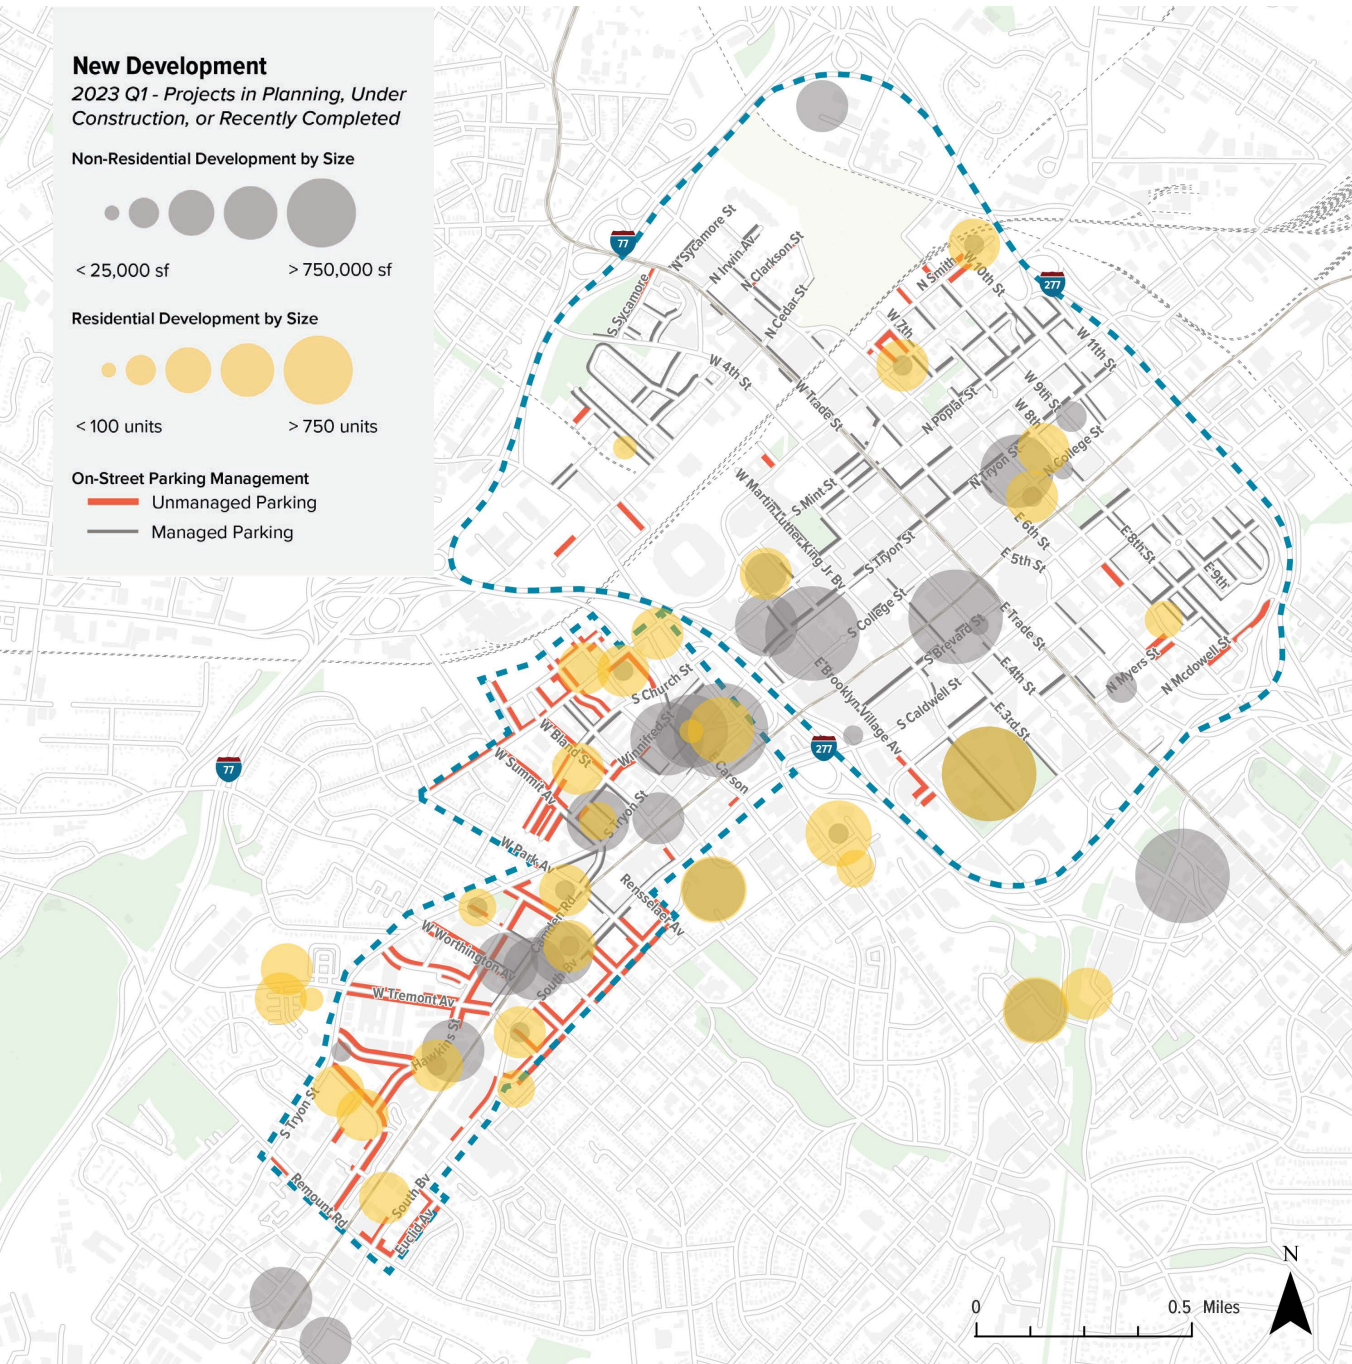 New Development
2023 Q1 - Projects in Planning, Under
Construction, or Recently Completed
Non-Residential Development by Size
< 25,000 sf
> 750,000 sf
Residential Development by Size
< 100 units
> 750 units
On-Street Parking Management
Unmanaged Parking
Managed Parking
77
N Sycamore St
N Irwin Av
N Clarkson St
S Sycamore
N Cedar St
N Smith
W 10th St
277
W 7th
W 11th St
W 4th St
W Trade St
N Poplar St
W 9th St
W 8th
N College St
N Tryon St
W Martin Luther King Jr Bv
S Mint St
E 6th St
E 8th St
E 5th St
E 9th
S Tryon St
S College St
E Trade St
S Brevard St
E 4th St
N Myers St
N Mcdowell St
E Brooklyn Village Av
S Caldwell St
E 3rd St
S Church St
Winnifred St
W Bland St
W Summit Av
E Carson
277
77
S Tryon St
W Park Av
Rensselaer Av
Camden Rd
W Worthington Av
South Bv
W Tremont Av
Hawkins St
S Tryon St
Remount Rd
South Bv
Euclid Av
N
0
0.5 Miles